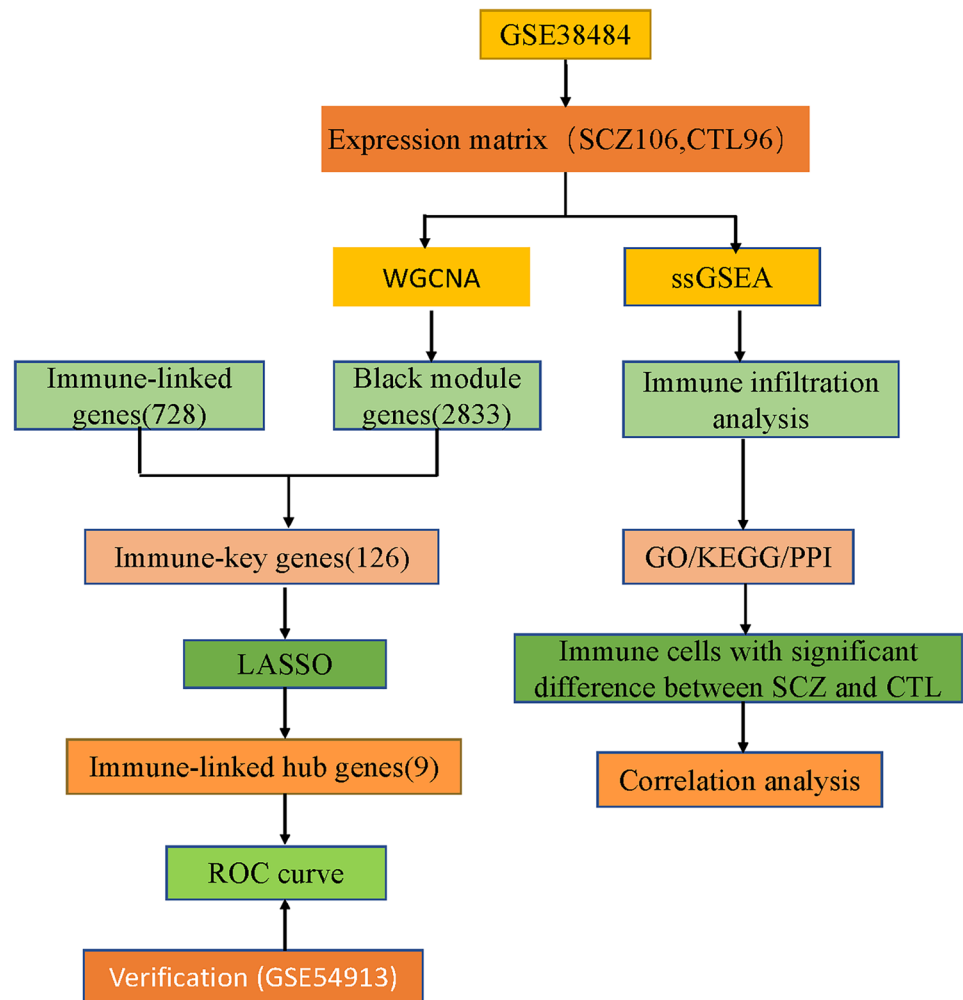 GSE38484
Expression matrix（SCZ106,CTL96）
WGCNA
ssGSEA
Immune-linked
genes(728)
Black module
genes(2833)
Immune infiltration
analysis
Immune-key genes(126)
GO/KEGG/PPI
LASSO
Immune cells with significant
difference between SCZ and CTL
Immune-linked hub genes(9)
Correlation analysis
ROC curve
Verification (GSE54913)